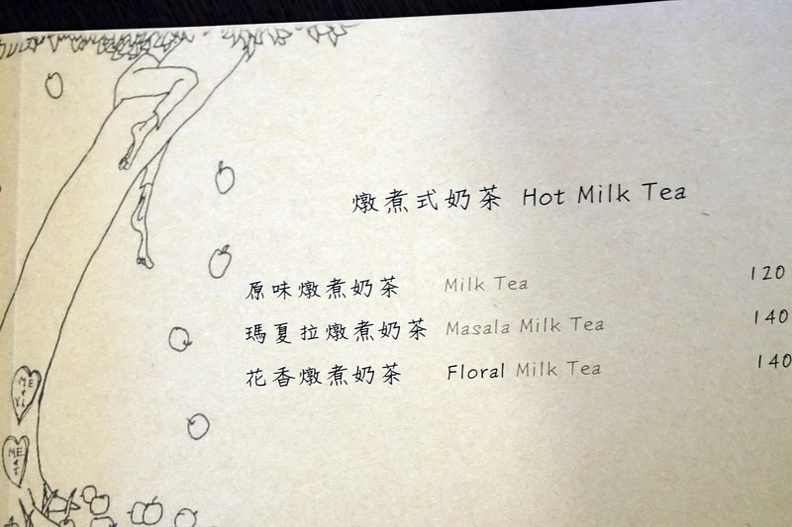 燉煮式奶茶 Hot Milk Tea
原味燉煮奶茶 Milk Tea 120
瑪夏拉燉煮奶茶 Masala Milk Tea 140
花香燉煮奶茶 Floral Milk Tea 140
ME
ME
+
T